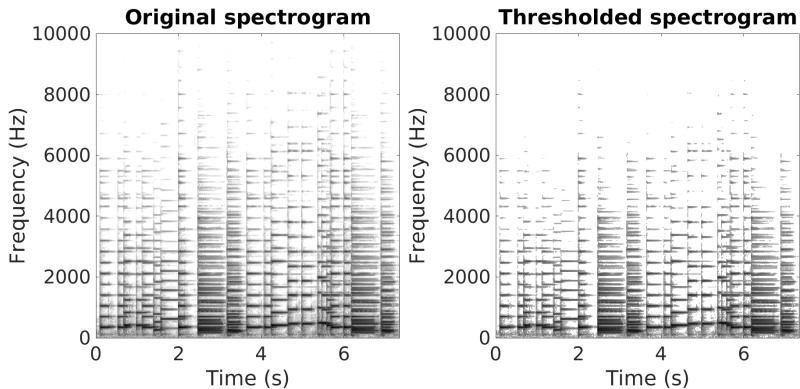 Original spectrogram
10000
8000
6000
4000
2000
0
Frequency (Hz)
0 2 4 6
Time (s)
Thresholded spectrogram
10000
8000
6000
4000
2000
0
Frequency (Hz)
0 2 4 6
Time (s)